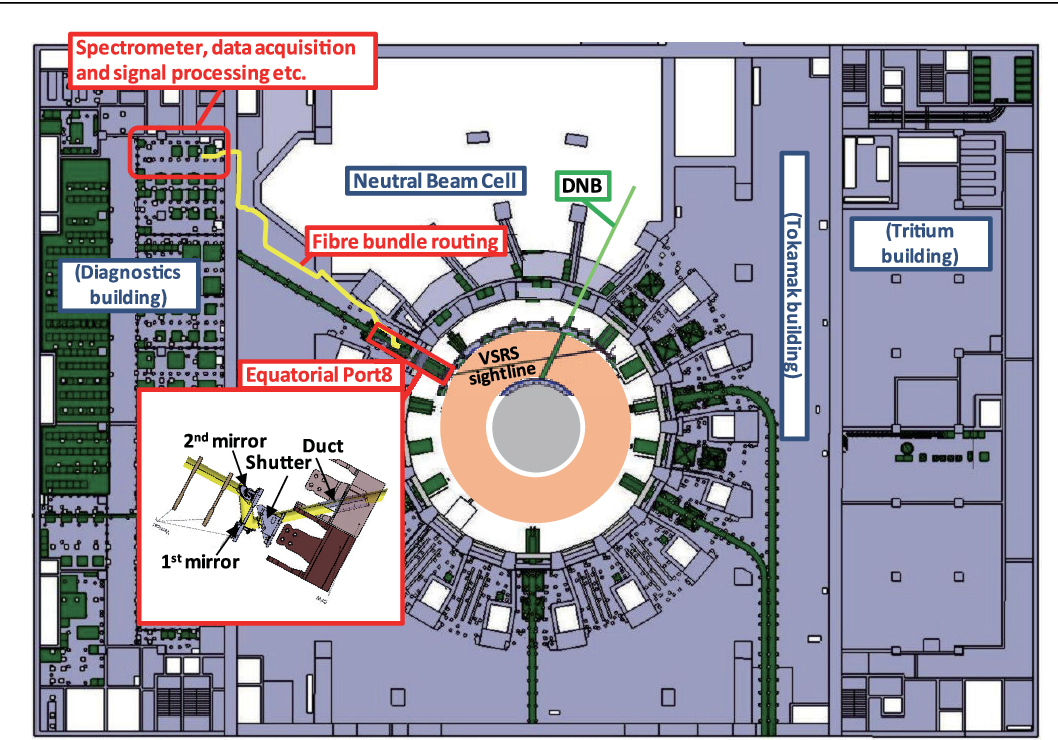 Spectrometer, data acquisition
and signal processing etc.
Neutral Beam Cell
DNB
Fibre bundle routing
(Diagnostics
building)
(Tokamak building)
(Tritium
building)
VSRS
sightline
Equatorial Port8
2nd mirror
Shutter
Duct
1st mirror